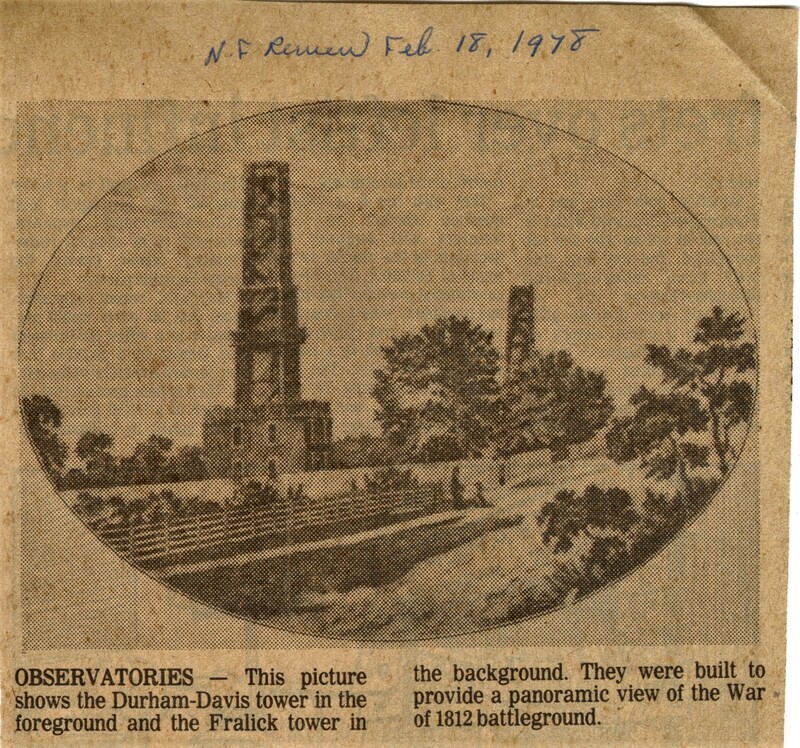 N.F Review Feb. 18, 1978
OBSERVATORIES — This picture
shows the Durham-Davis tower in the
foreground and the Fralick tower in
the background. They were built to
provide a panoramic view of the War
of 1812 battleground.